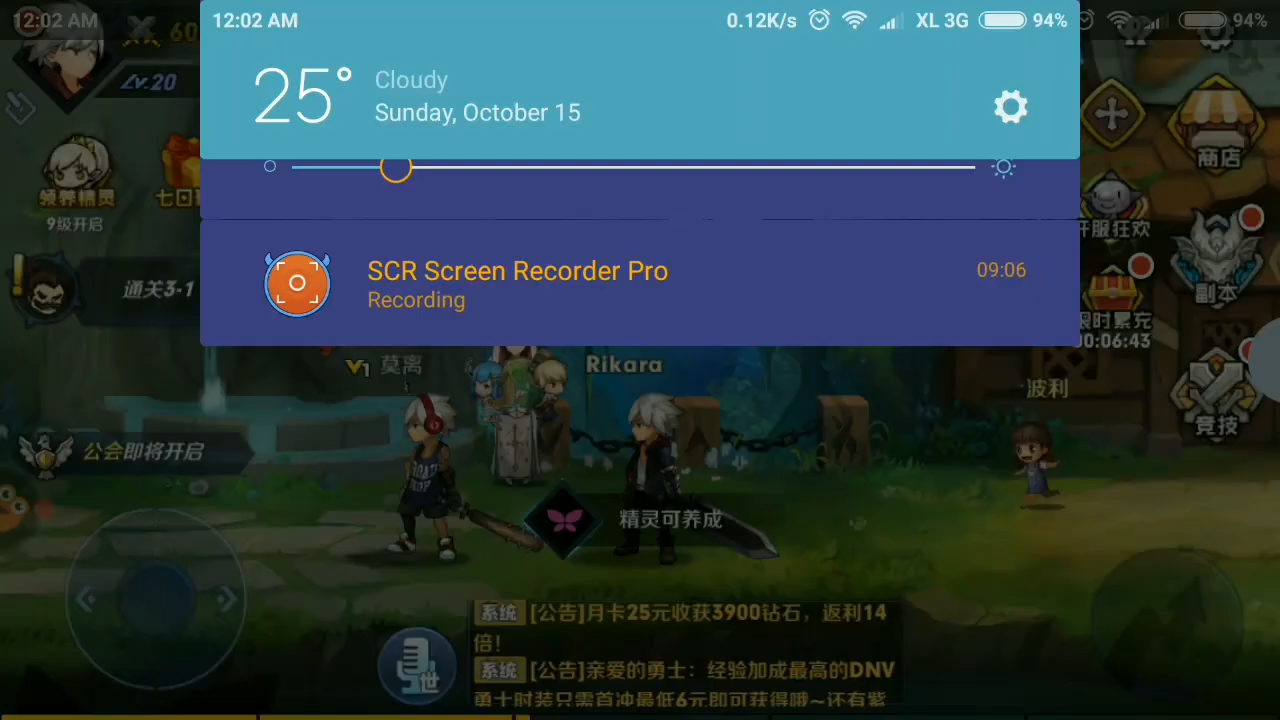 12:02 AM
12:02 AM
0.12K/s
XL 3G
94%
94%
60
Lv.20
25°
Cloudy
Sunday, October 15
商店
领养精灵
9级开启
七日
开服狂欢
SCR Screen Recorder Pro
09:06
Recording
通关3-1
副本
限时累充
00:06:43
V1 莫离
Rikara
波利
竞技
公会即将开启
精灵可养成
系统 [公告]月卡25元收获3900钻石，返利14
倍！
世
系统 [公告]亲爱的勇士：经验加成最高的DNV
勇士时装只需首冲最低6元即可获得哦~还有紫